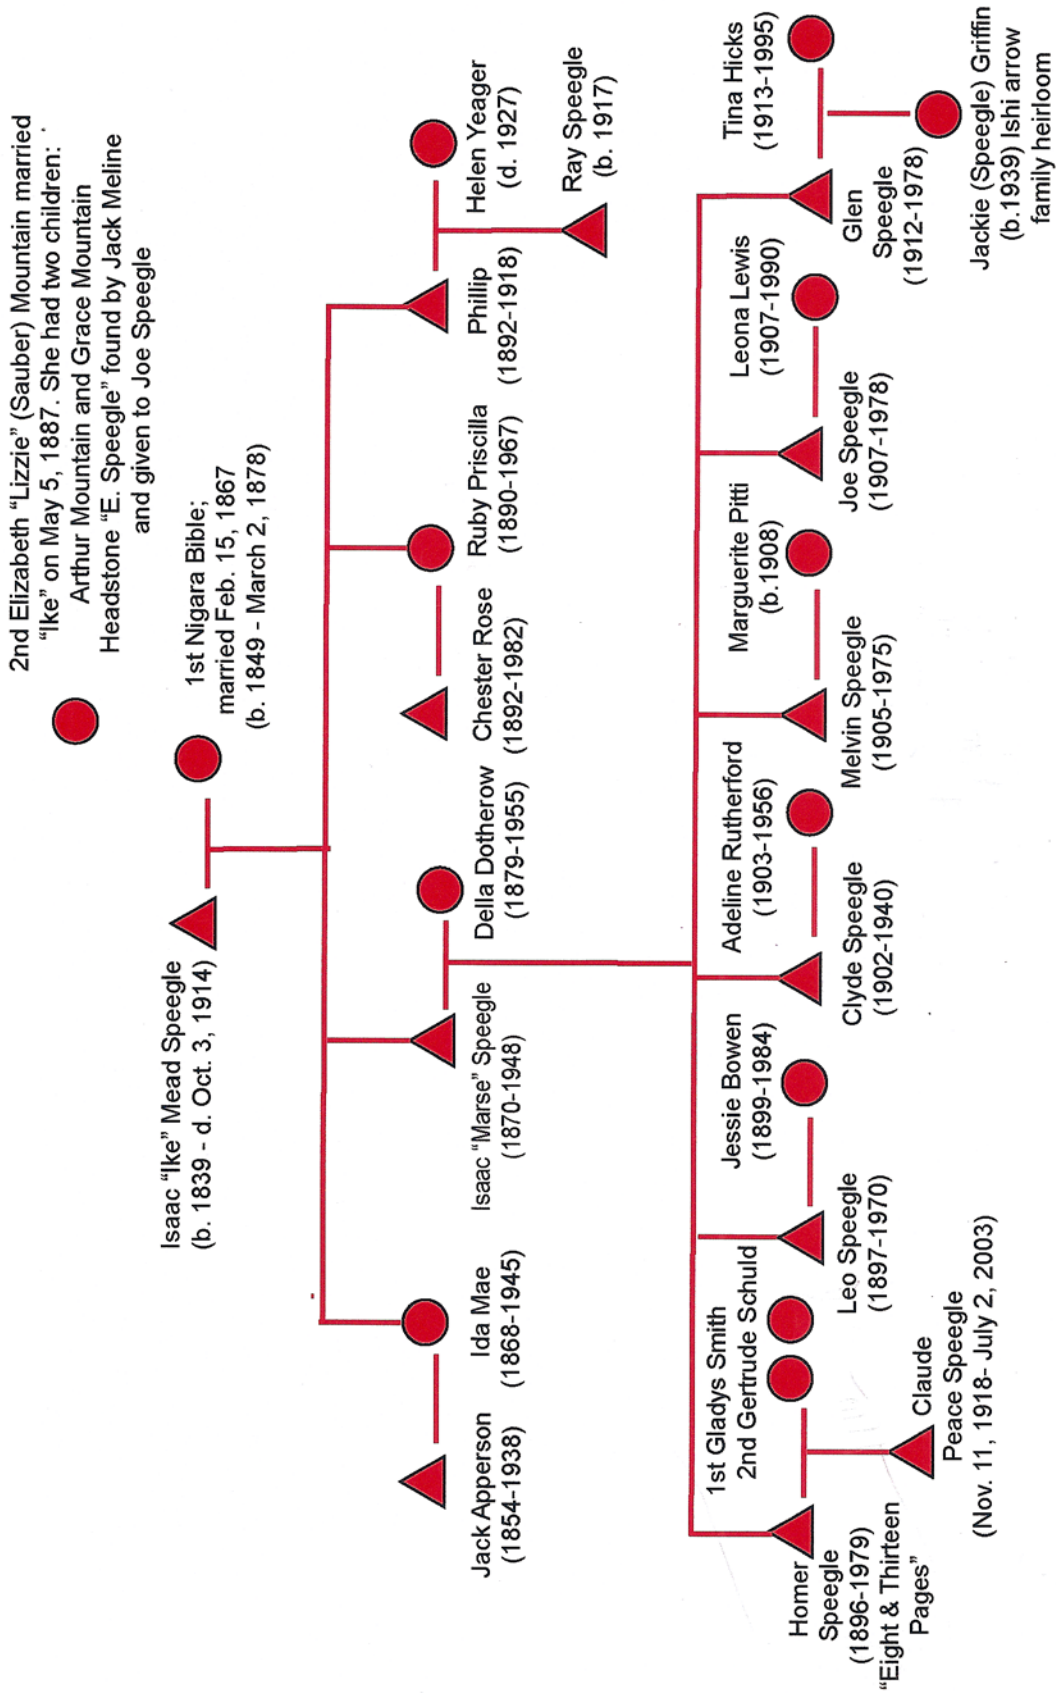 2nd Elizabeth “Lizzie” (Sauber) Mountain married
“Ike” on May 5, 1887. She had two children:
Arthur Mountain and Grace Mountain
Headstone “E. Speegle” found by Jack Meline
and given to Joe Speegle
Isaac “Ike” Mead Speegle
(b. 1839 - d. Oct. 3, 1914)
1st Nigara Bible;
married Feb. 15, 1867
(b. 1849 - March 2, 1878)
Jack Apperson
(1854-1938)
Ida Mae
(1868-1945)
Isaac “Marse” Speegle
(1870-1948)
Della Dotherow
(1879-1955)
Chester Rose
(1892-1982)
Ruby Priscilla
(1890-1967)
Phillip
(1892-1918)
Helen Yeager
(d. 1927)
Ray Speegle
(b. 1917)
Homer
Speegle
(1896-1979)
“Eight & Thirteen
Pages”
1st Gladys Smith
2nd Gertrude Schuld
Claude
Peace Speegle
(Nov. 11, 1918- July 2, 2003)
Leo Speegle
(1897-1970)
Jessie Bowen
(1899-1984)
Clyde Speegle
(1902-1940)
Adeline Rutherford
(1903-1956)
Melvin Speegle
(1905-1975)
Marguerite Pitti
(b.1908)
Joe Speegle
(1907-1978)
Leona Lewis
(1907-1990)
Glen
Speegle
(1912-1978)
Tina Hicks
(1913-1995)
Jackie (Speegle) Griffin
(b.1939) Ishi arrow
family heirloom